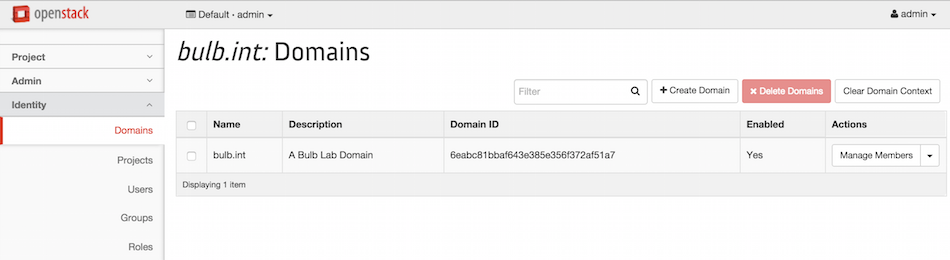 openstack
Default · admin
admin
Project
Admin
Identity
Domains
Projects
Users
Groups
Roles
bulb.int: Domains
Filter
Create Domain
Delete Domains
Clear Domain Context
Name Description Domain ID Enabled Actions
bulb.int A Bulb Lab Domain 6eabc81bbaf643e385e356f372af51a7 Yes Manage Members
Displaying 1 item